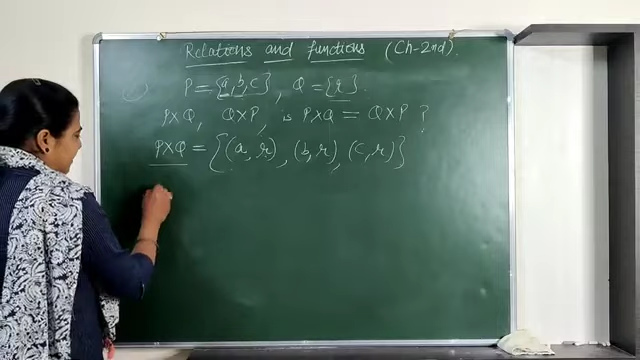 Relations and functions (Ch-2nd).
P = {a, b, c}, Q = {r}.
P×Q, Q×P, is P×Q = Q×P ?
P×Q = {(a, r), (b, r), (c, r)}